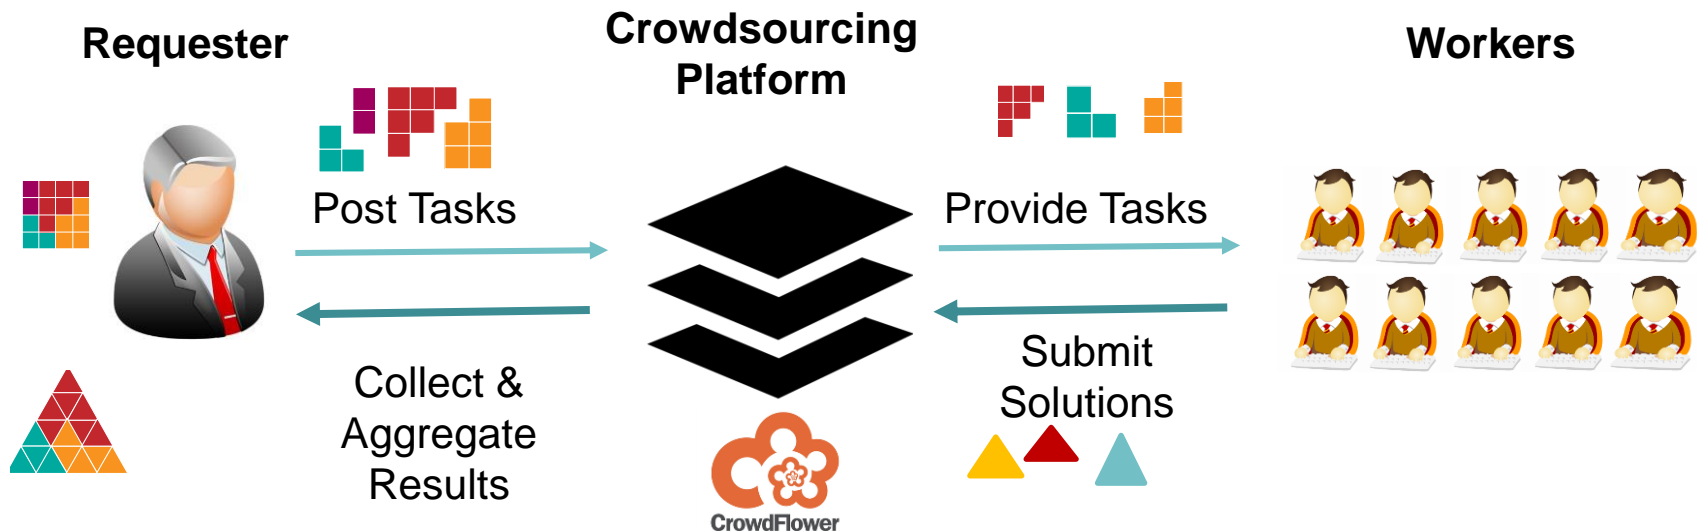 Requester
Crowdsourcing
Platform
Workers
Post Tasks
Provide Tasks
Collect &
Aggregate
Results
Submit
Solutions
CrowdFlower